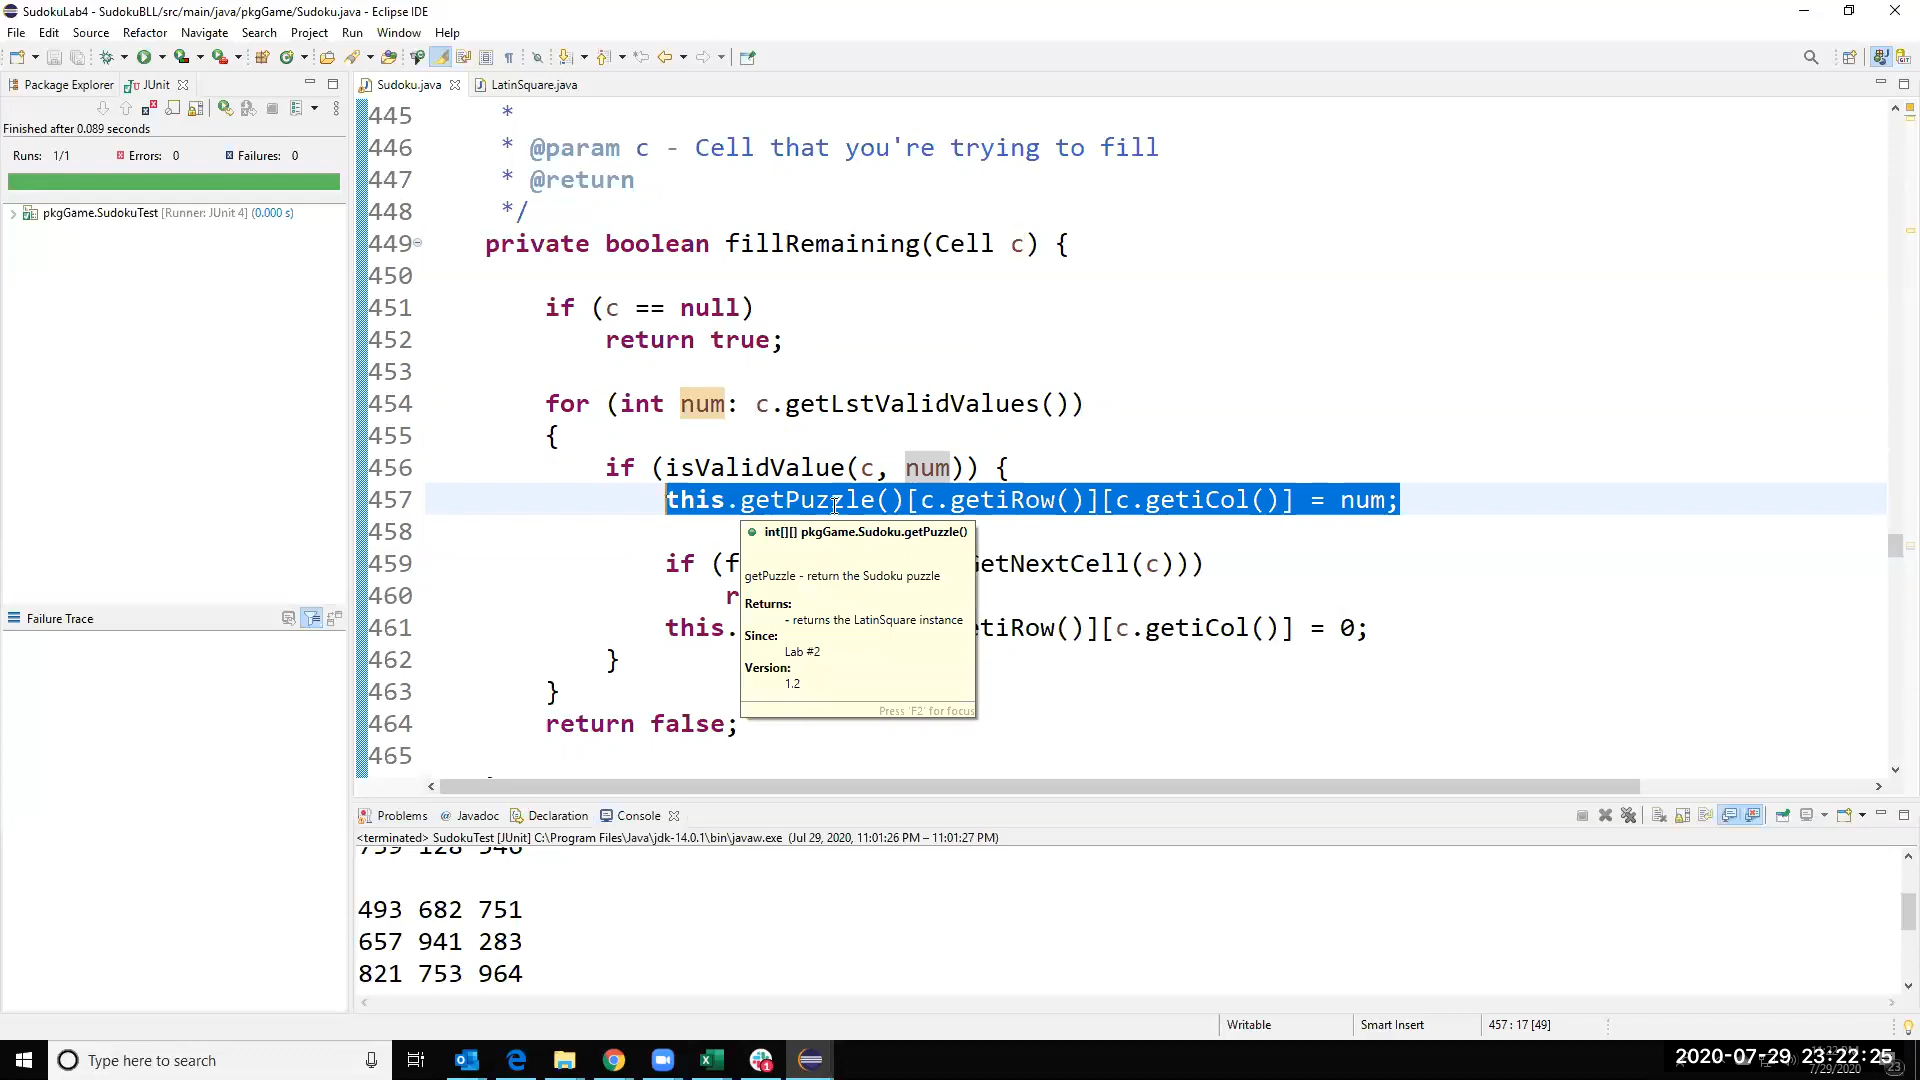 SudokuLab4 - SudokuBLL/src/main/java/pkgGame/Sudoku.java - Eclipse IDE
File Edit Source Refactor Navigate Search Project Run Window Help
Package Explorer JUnit
Sudoku.java LatinSquare.java
Finished after 0.089 seconds
Runs: 1/1 Errors: 0 Failures: 0
pkgGame.SudokuTest [Runner: JUnit 4] (0.000 s)
Failure Trace
445 *
446 * @param c - Cell that you're trying to fill
447 * @return
448 */
449 private boolean fillRemaining(Cell c) {
450
451 if (c == null)
452 return true;
453
454 for (int num: c.getLstValidValues())
455 {
456 if (isValidValue(c, num)) {
457 this.getPuzzle()[c.getiRow()][c.getiCol()] = num;
458
459 if (f GetNextCell(c)))
460 r
461 this. tiRow()][c.getiCol()] = 0;
462 }
463 }
464 return false;
465
int[][] pkgGame.Sudoku.getPuzzle()
getPuzzle - return the Sudoku puzzle
Returns:
- returns the LatinSquare instance
Since:
Lab #2
Version:
1.2
Press 'F2' for focus
Problems Javadoc Declaration Console
<terminated> SudokuTest [JUnit] C:\Program Files\Java\jdk-14.0.1\bin\javaw.exe (Jul 29, 2020, 11:01:26 PM – 11:01:27 PM)
759 128 546
493 682 751
657 941 283
821 753 964
Writable Smart Insert 457 : 17 [49]
Type here to search
2020-07-29 23:22:25
7/29/2020